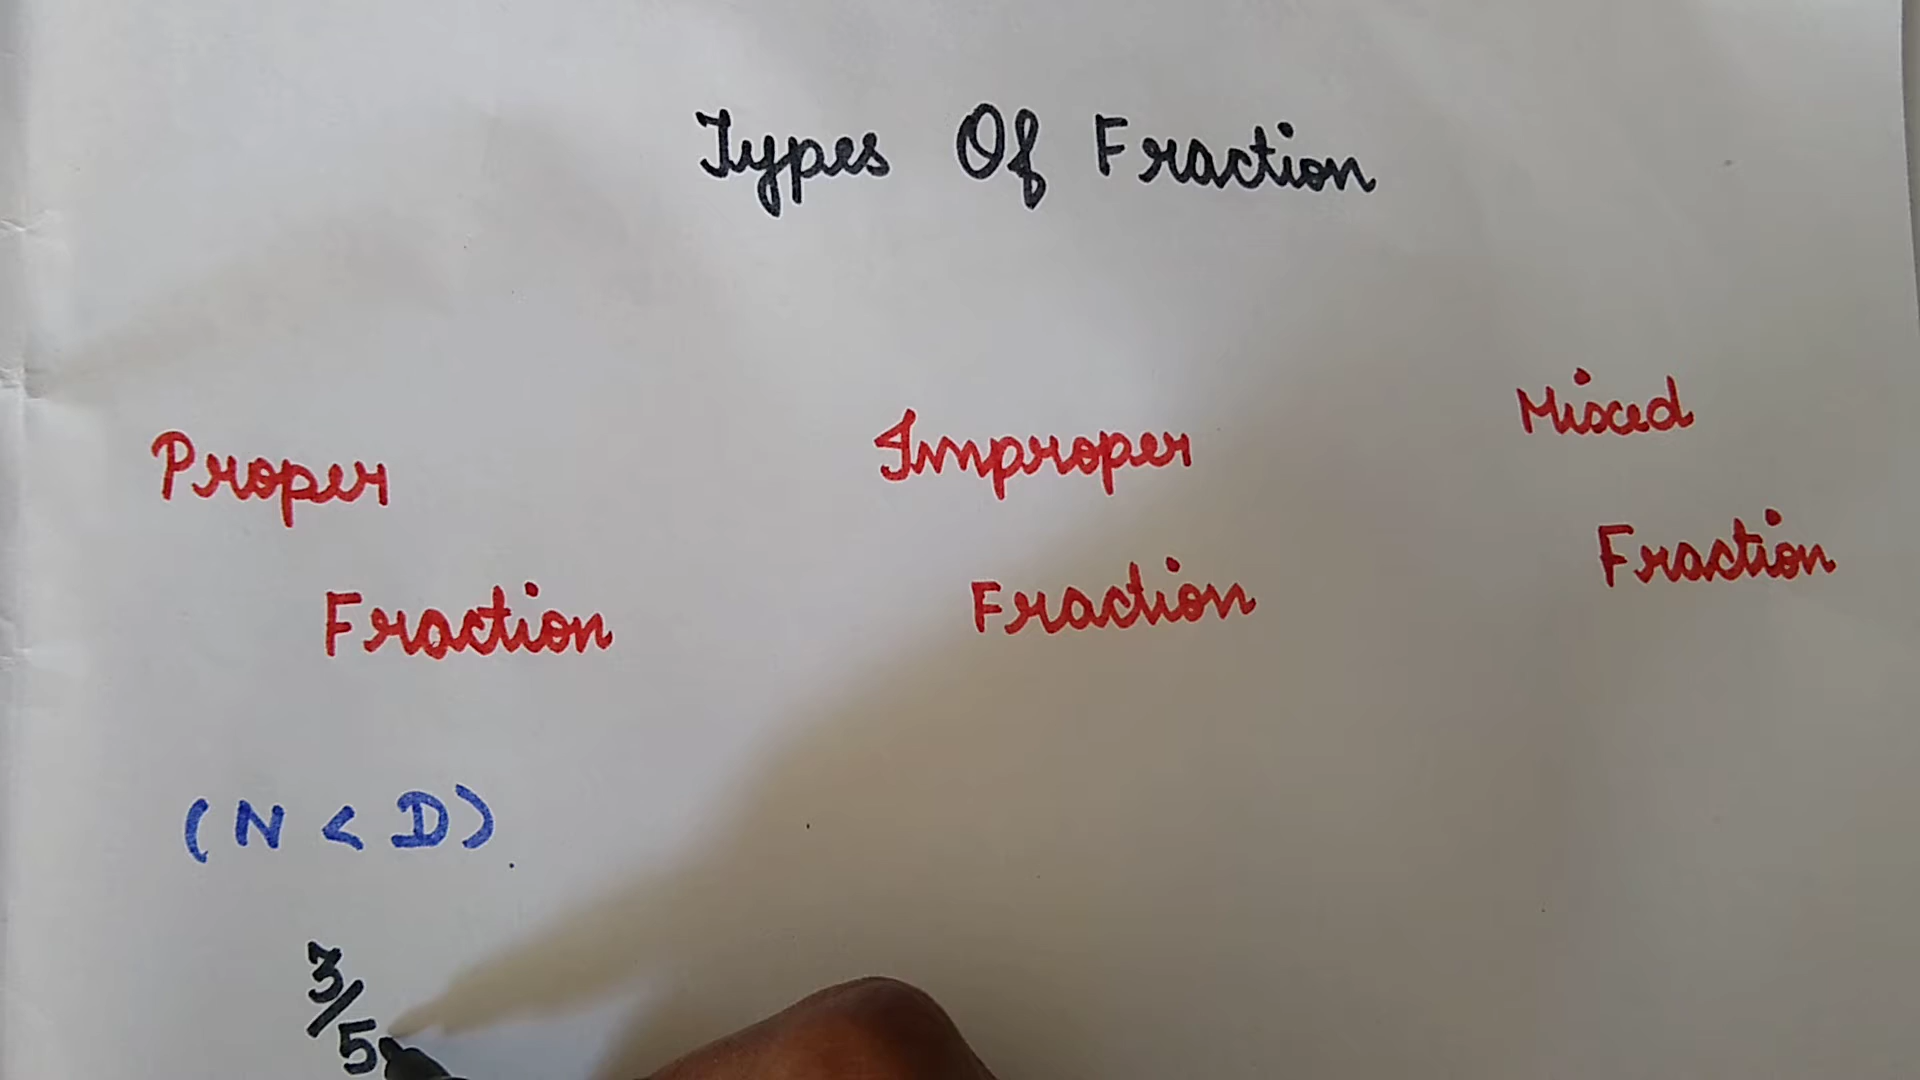 Types Of Fraction
Proper
Fraction
Improper
Fraction
Mixed
Fraction
(N < D)
3/5